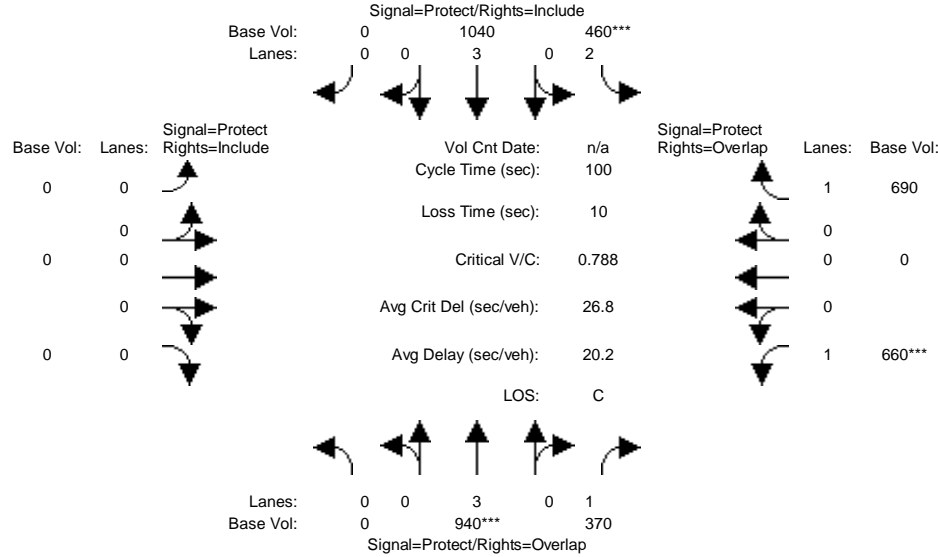 Signal=Protect/Rights=Include
Base Vol: 0 1040 460***
Lanes: 0 0 3 0 2
Signal=Protect Signal=Protect
Base Vol: Lanes: Rights=Include Vol Cnt Date: n/a Rights=Overlap Lanes: Base Vol:
Cycle Time (sec): 100
0 0 1 690
Loss Time (sec): 10
0 0
0 0 Critical V/C: 0.788 0 0
0 Avg Crit Del (sec/veh): 26.8 0
0 0 Avg Delay (sec/veh): 20.2 1 660***
LOS: C
Lanes: 0 0 3 0 1
Base Vol: 0 940*** 370
Signal=Protect/Rights=Overlap